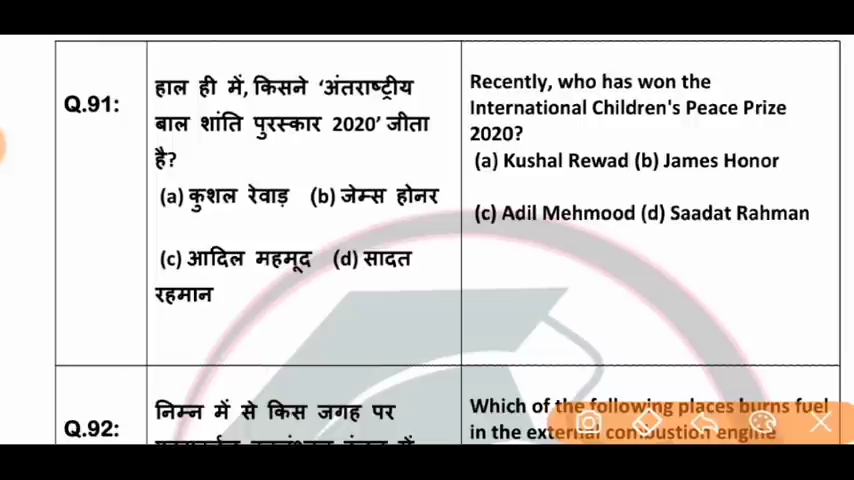 Q.91:
हाल ही में, किसने ‘अंतराष्ट्रीय
बाल शांति पुरस्कार 2020’ जीता
है?
(a) कुशल रेवाड़ (b) जेम्स होनर
(c) आदिल महमूद (d) सादत
रहमान
Recently, who has won the
International Children's Peace Prize
2020?
(a) Kushal Rewad (b) James Honor
(c) Adil Mehmood (d) Saadat Rahman
Q.92:
निम्न में से किस जगह पर
Which of the following places burns fuel
in the external combustion engine